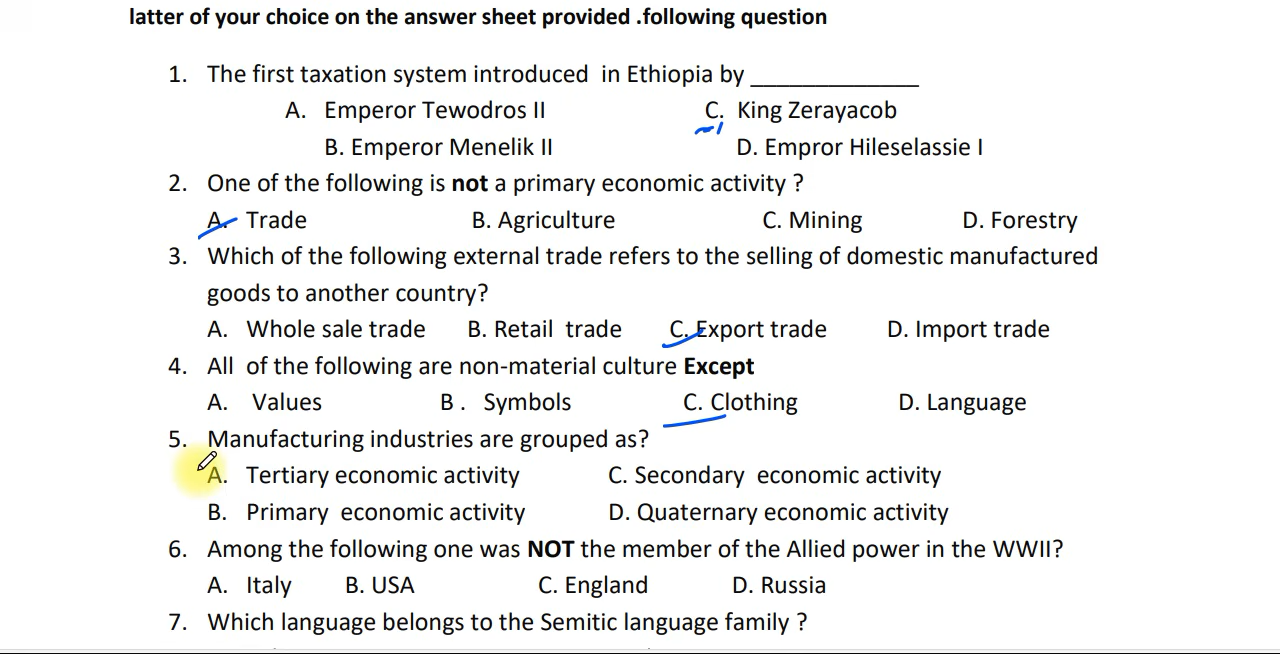 latter of your choice on the answer sheet provided .following question
1. The first taxation system introduced in Ethiopia by ______________
A. Emperor Tewodros II C. King Zerayacob
B. Emperor Menelik II D. Empror Hileselassie I
2. One of the following is not a primary economic activity ?
A. Trade B. Agriculture C. Mining D. Forestry
3. Which of the following external trade refers to the selling of domestic manufactured
goods to another country?
A. Whole sale trade B. Retail trade C. Export trade D. Import trade
4. All of the following are non-material culture Except
A. Values B . Symbols C. Clothing D. Language
5. Manufacturing industries are grouped as?
A. Tertiary economic activity C. Secondary economic activity
B. Primary economic activity D. Quaternary economic activity
6. Among the following one was NOT the member of the Allied power in the WWII?
A. Italy B. USA C. England D. Russia
7. Which language belongs to the Semitic language family ?